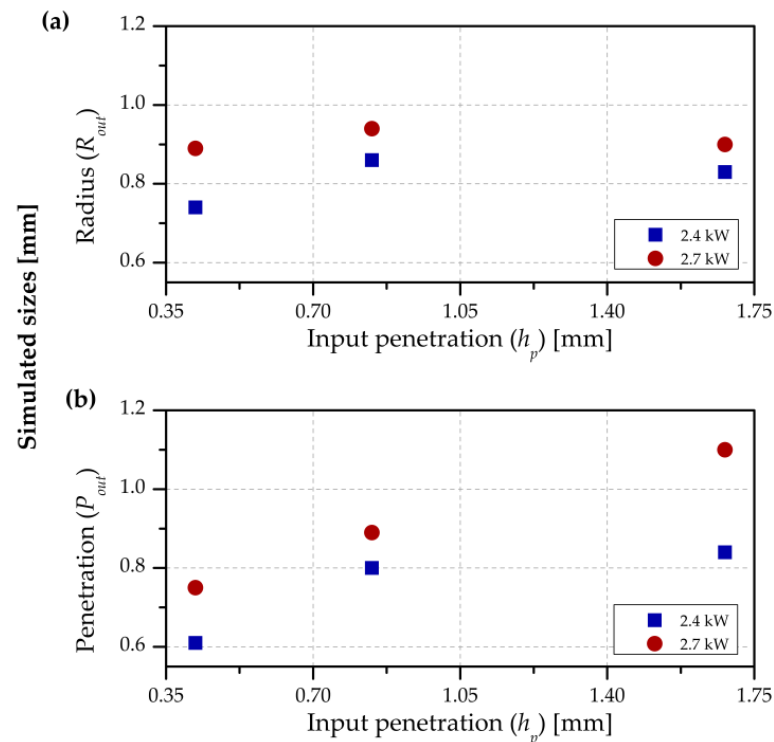 Simulated sizes [mm]
(a)
Radius (R_out)
1.2
1.0
0.8
0.6
2.4 kW
2.7 kW
0.35 0.70 1.05 1.40 1.75
Input penetration (h_p) [mm]
(b)
Penetration (P_out)
1.2
1.0
0.8
0.6
2.4 kW
2.7 kW
0.35 0.70 1.05 1.40 1.75
Input penetration (h_p) [mm]